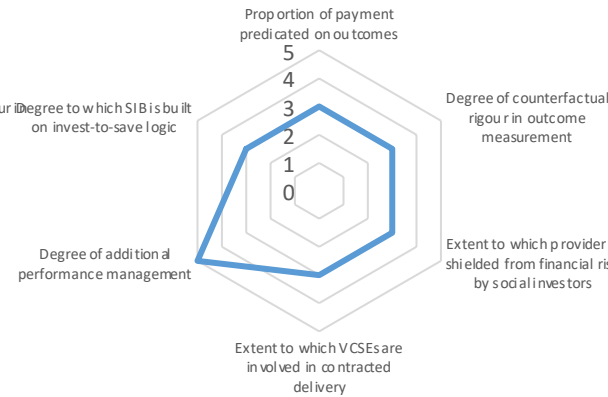 Proportion of payment
predicated on outcomes
5
4
3
2
1
0
Degree of counterfactual
rigour in outcome
measurement
Extent to which provider
shielded from financial ris
by social investors
Extent to which VCSEs are
involved in contracted
delivery
Degree of additional
performance management
Degree to which SIB is built
on invest-to-save logic